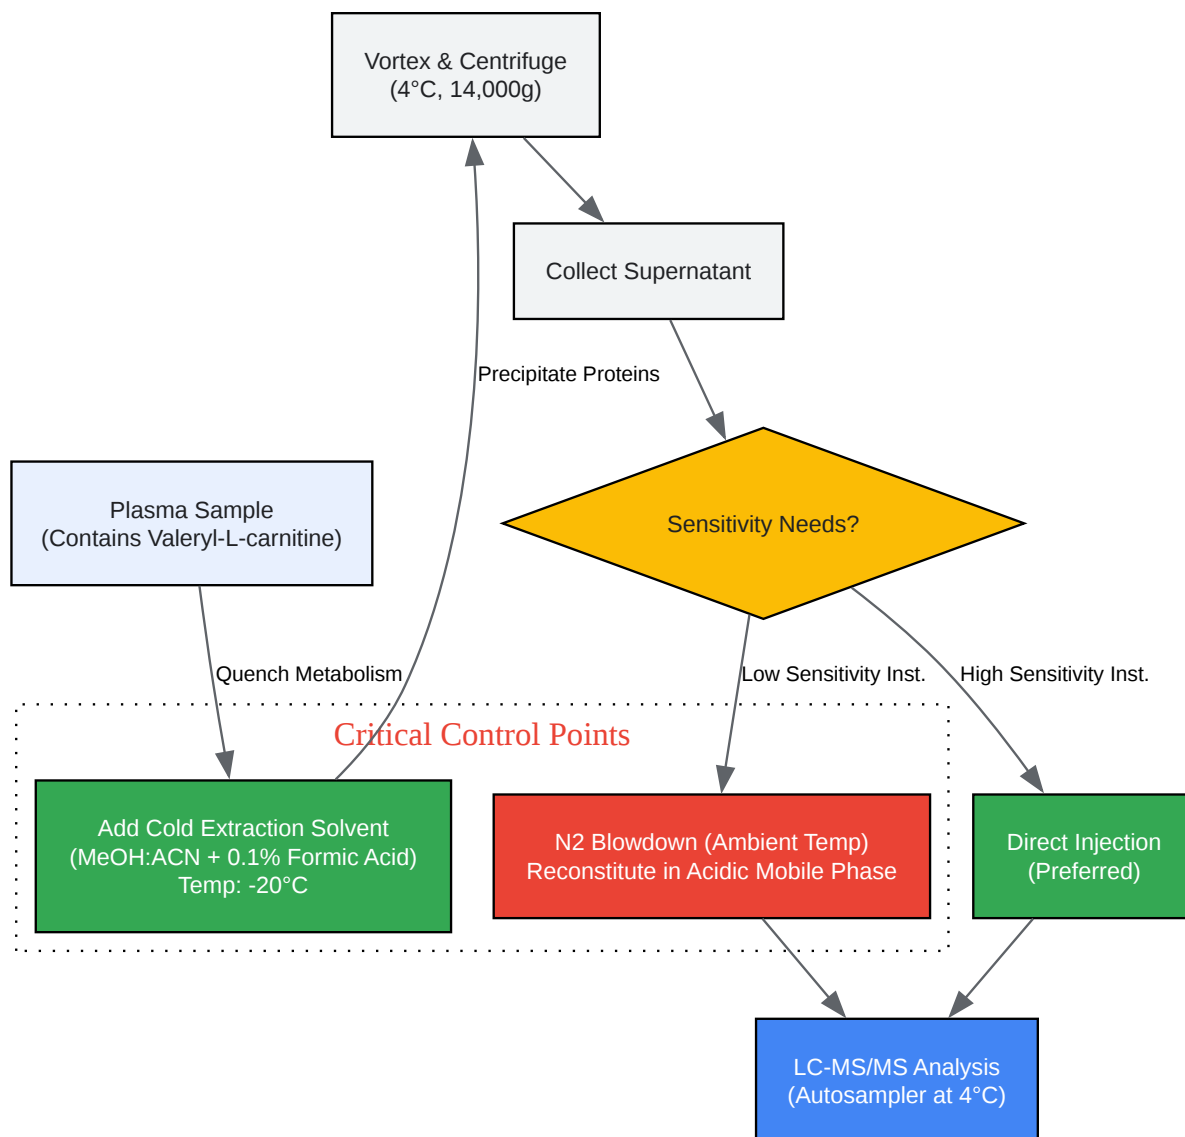 Vortex & Centrifuge
(4°C, 14,000g)
Collect Supernatant
Precipitate Proteins
Plasma Sample
(Contains Valeryl-L-carnitine)
Sensitivity Needs?
Quench Metabolism
Low Sensitivity Inst.
High Sensitivity Inst.
Critical Control Points
Add Cold Extraction Solvent
(MeOH:ACN + 0.1% Formic Acid)
Temp: -20°C
N2 Blowdown (Ambient Temp)
Reconstitute in Acidic Mobile Phase
Direct Injection
(Preferred)
LC-MS/MS Analysis
(Autosampler at 4°C)